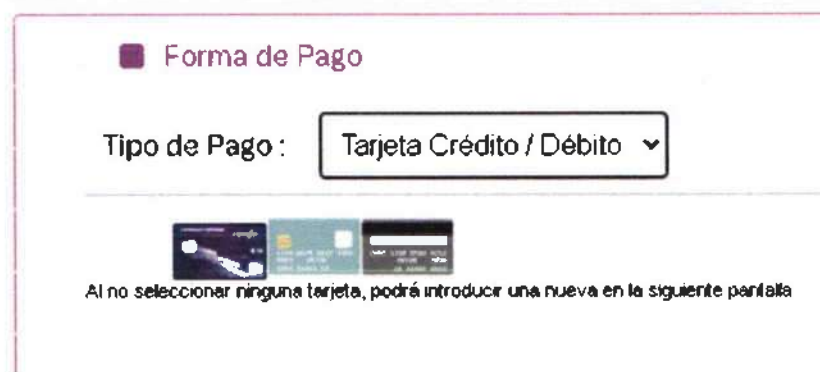 Forma de Pago
Tipo de Pago :
Tarjeta Crédito / Débito
Al no seleccionar ninguna tarjeta, podrá introducir una nueva en la siguiente pantalla